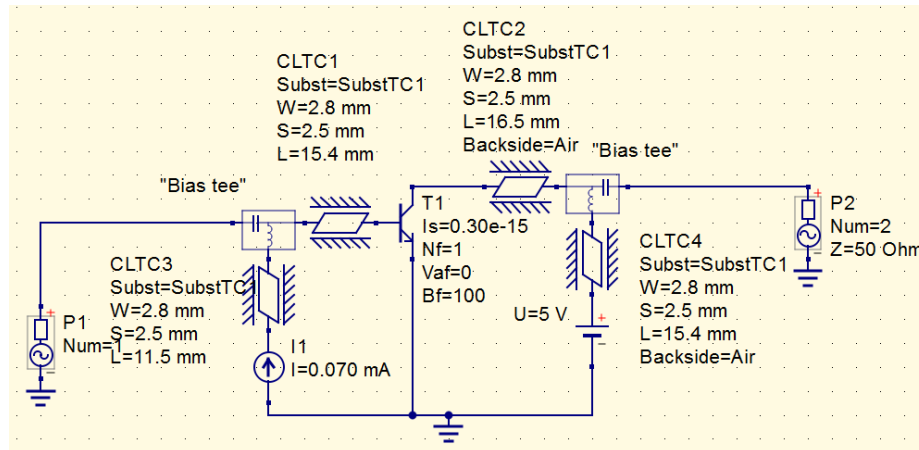 CLTC2
Subst=SubstTC1
W=2.8 mm
S=2.5 mm
L=16.5 mm
Backside=Air
CLTC1
Subst=SubstTC1
W=2.8 mm
S=2.5 mm
L=15.4 mm
"Bias tee"
"Bias tee"
T1
Is=0.30e-15
Nf=1
Vaf=0
Bf=100
P2
Num=2
Z=50 Ohm
CLTC3
Subst=SubstTC1
W=2.8 mm
S=2.5 mm
L=11.5 mm
P1
Num=1
I1
I=0.070 mA
U=5 V
CLTC4
Subst=SubstTC1
W=2.8 mm
S=2.5 mm
L=15.4 mm
Backside=Air